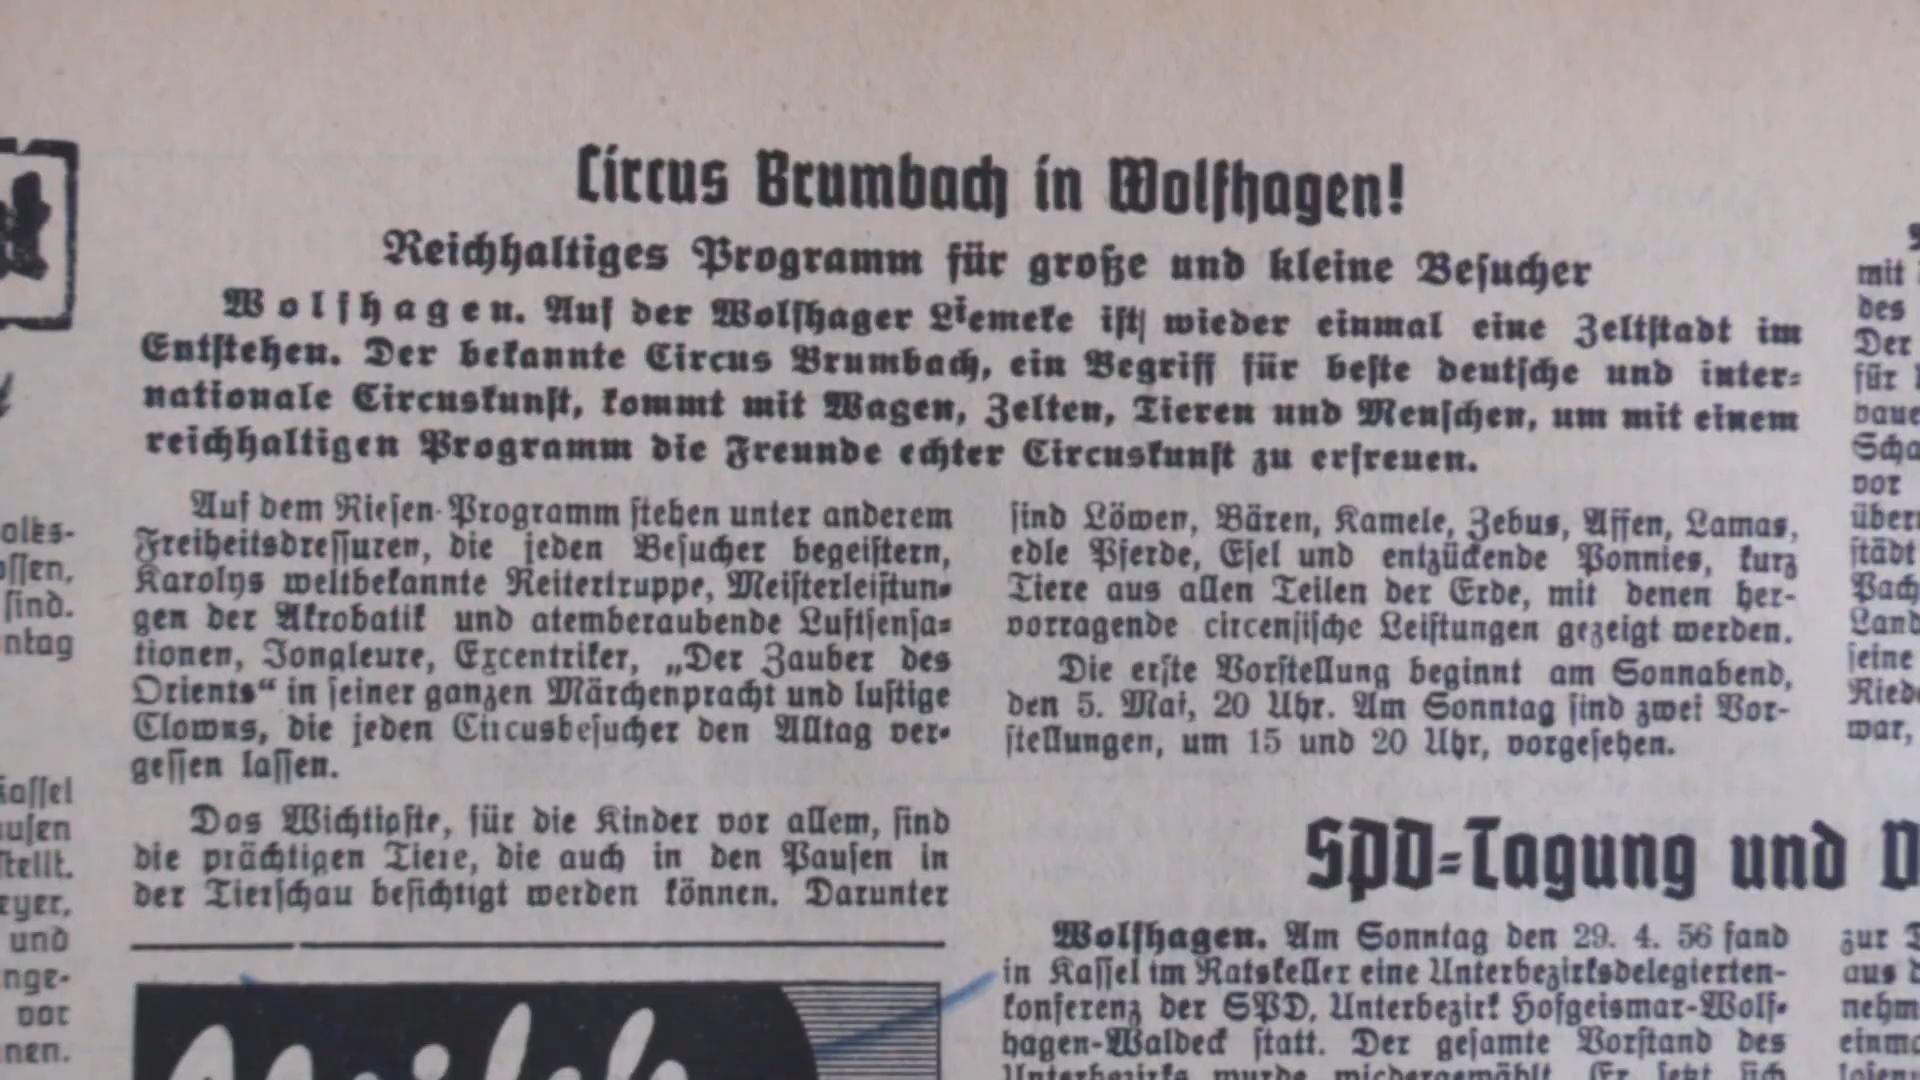 Circus Brumbach in Wolfhagen!
Reichhaltiges Programm für große und kleine Besucher
Wolfhagen. Auf der Wolfhager Liemeke ist wieder einmal eine Zeltstadt im
Entstehen. Der bekannte Circus Brumbach, ein Begriff für beste deutsche und inter-
nationale Circuskunst, kommt mit Wagen, Zelten, Tieren und Menschen, um mit einem
reichhaltigen Programm die Freunde echter Circuskunst zu erfreuen.
Auf dem Riesen-Programm stehen unter anderem
Freiheitsdressuren, die jeden Besucher begeistern,
Karolys weltbekannte Reitertruppe, Meisterleistun-
gen der Akrobatik und atemberaubende Luftsensa-
tionen, Jongleure, Excentriker, „Der Zauber des
Orients“ in seiner ganzen Märchenpracht und lustige
Clowns, die jeden Circusbesucher den Alltag ver-
gessen lassen.
Das Wichtigste, für die Kinder vor allem, sind
die prächtigen Tiere, die auch in den Pausen in
der Tierschau besichtigt werden können. Darunter
sind Löwen, Bären, Kamele, Zebus, Affen, Lamas,
edle Pferde, Esel und entzückende Ponnies, kurz
Tiere aus allen Teilen der Erde, mit denen her-
vorragende circensische Leistungen gezeigt werden.
Die erste Vorstellung beginnt am Sonnabend,
den 5. Mai, 20 Uhr. Am Sonntag sind zwei Vor-
stellungen, um 15 und 20 Uhr, vorgesehen.
SPD-Tagung und
Wolfhagen. Am Sonntag den 29. 4. 56 fand
in Kassel im Ratskeller eine Unterbezirksdelegierten-
konferenz der SPD, Unterbezirk Hofgeismar-Wolf-
hagen-Waldeck statt. Der gesamte Vorstand des
Unterbezirks wurde wiedergewählt. Er setzt sich
ntag
und
vor
mit
des
Der
für
vor
Land
seine
war,
zur
aus